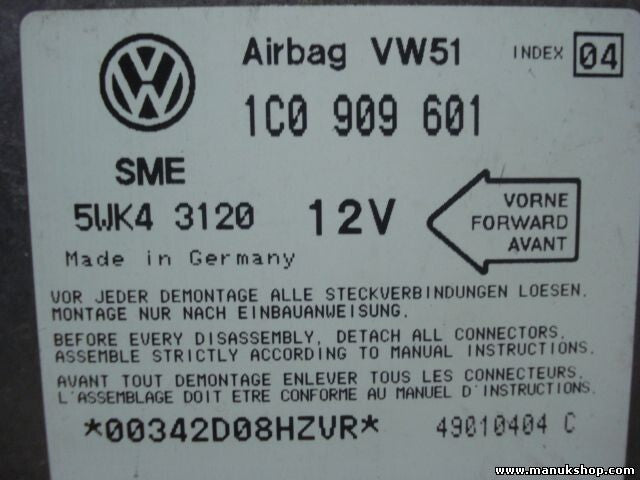 Airbag VW51 INDEX 04
1C0 909 601
SME
5WK4 3120 12V
VORNE
FORWARD
AVANT
Made in Germany
VOR JEDER DEMONTAGE ALLE STECKVERBINDUNGEN LOESEN.
MONTAGE NUR NACH EINBAUANWEISUNG.
BEFORE EVERY DISASSEMBLY, DETACH ALL CONNECTORS.
ASSEMBLE STRICTLY ACCORDING TO MANUAL INSTRUCTIONS.
AVANT TOUT DEMONTAGE ENLEVER TOUS LES CONNECTEURS.
L'ASSEMBLAGE DOIT ETRE CONFORME AU MANUEL D'INSTRUCTIONS.
*00342D08HZVR* 49010404 C
www.manukshop.com